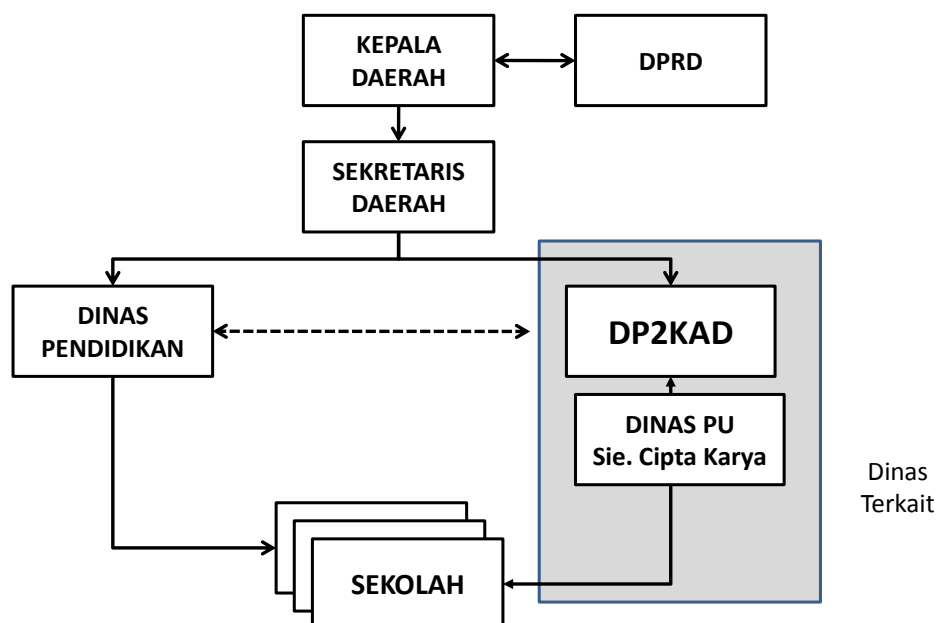 KEPALA
DAERAH
DPRD
SEKRETARIS
DAERAH
DINAS
PENDIDIKAN
DP2KAD
DINAS PU
Sie. Cipta Karya
Dinas
Terkait
SEKOLAH